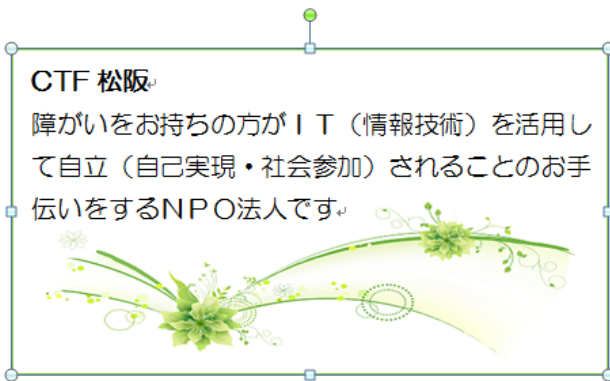 CTF 松阪
障がいをお持ちの方がＩＴ（情報技術）を活用し
て自立（自己実現・社会参加）されることのお手
伝いをするＮＰＯ法人です